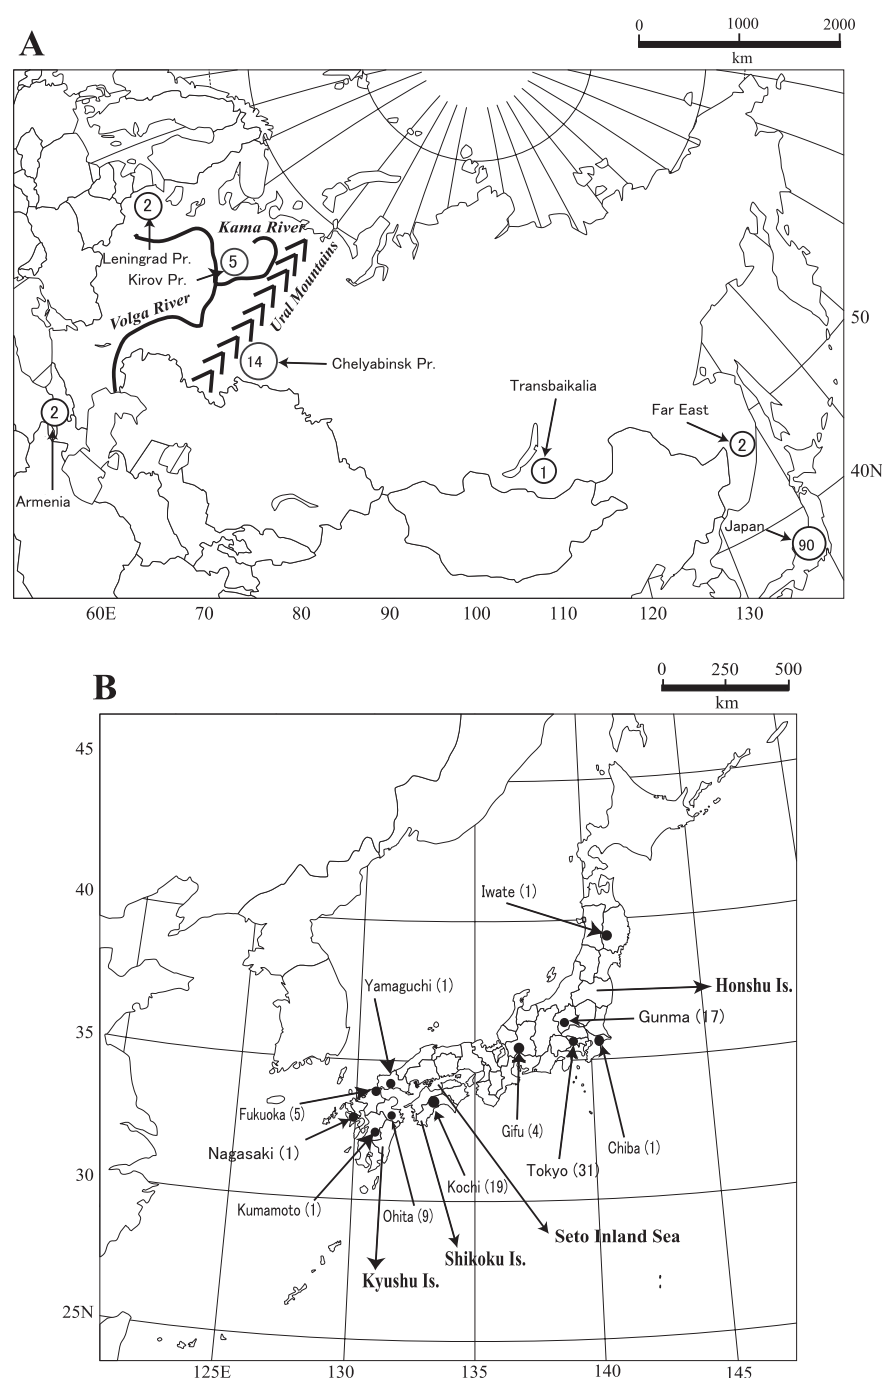 A
0 1000 2000
km
2
Kama River
Leningrad Pr.
5
Kirov Pr.
Ural Mountains
Volga River
50
14
Chelyabinsk Pr.
Transbaikalia
2
Far East
2
1
40N
Armenia
Japan
90
60E 70 80 90 100 110 120 130
B
0 250 500
km
45
40
Iwate (1)
Yamaguchi (1)
Honshu Is.
Gunma (17)
35
Fukuoka (5)
Gifu (4)
Chiba (1)
Nagasaki (1)
Tokyo (31)
30
Kochi (19)
Kumamoto (1)
Ohita (9)
Seto Inland Sea
Shikoku Is.
Kyushu Is.
25N
125E 130 135 140 145